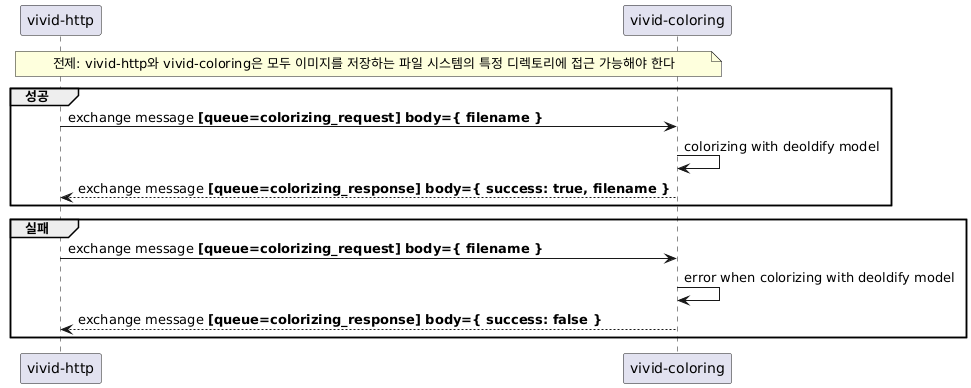 vivid-http vivid-coloring
전제: vivid-http와 vivid-coloring은 모두 이미지를 저장하는 파일 시스템의 특정 디렉토리에 접근 가능해야 한다
성공
exchange message [queue=colorizing_request] body={ filename }
colorizing with deoldify model
exchange message [queue=colorizing_response] body={ success: true, filename }
실패
exchange message [queue=colorizing_request] body={ filename }
error when colorizing with deoldify model
exchange message [queue=colorizing_response] body={ success: false }
vivid-http vivid-coloring